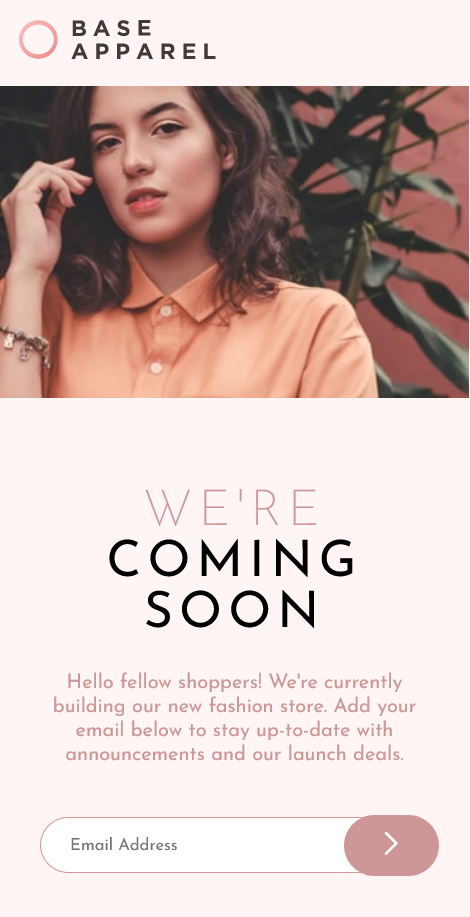 BASE
APPAREL
WE'RE
COMING
SOON
Hello fellow shoppers! We're currently
building our new fashion store. Add your
email below to stay up-to-date with
announcements and our launch deals.
Email Address